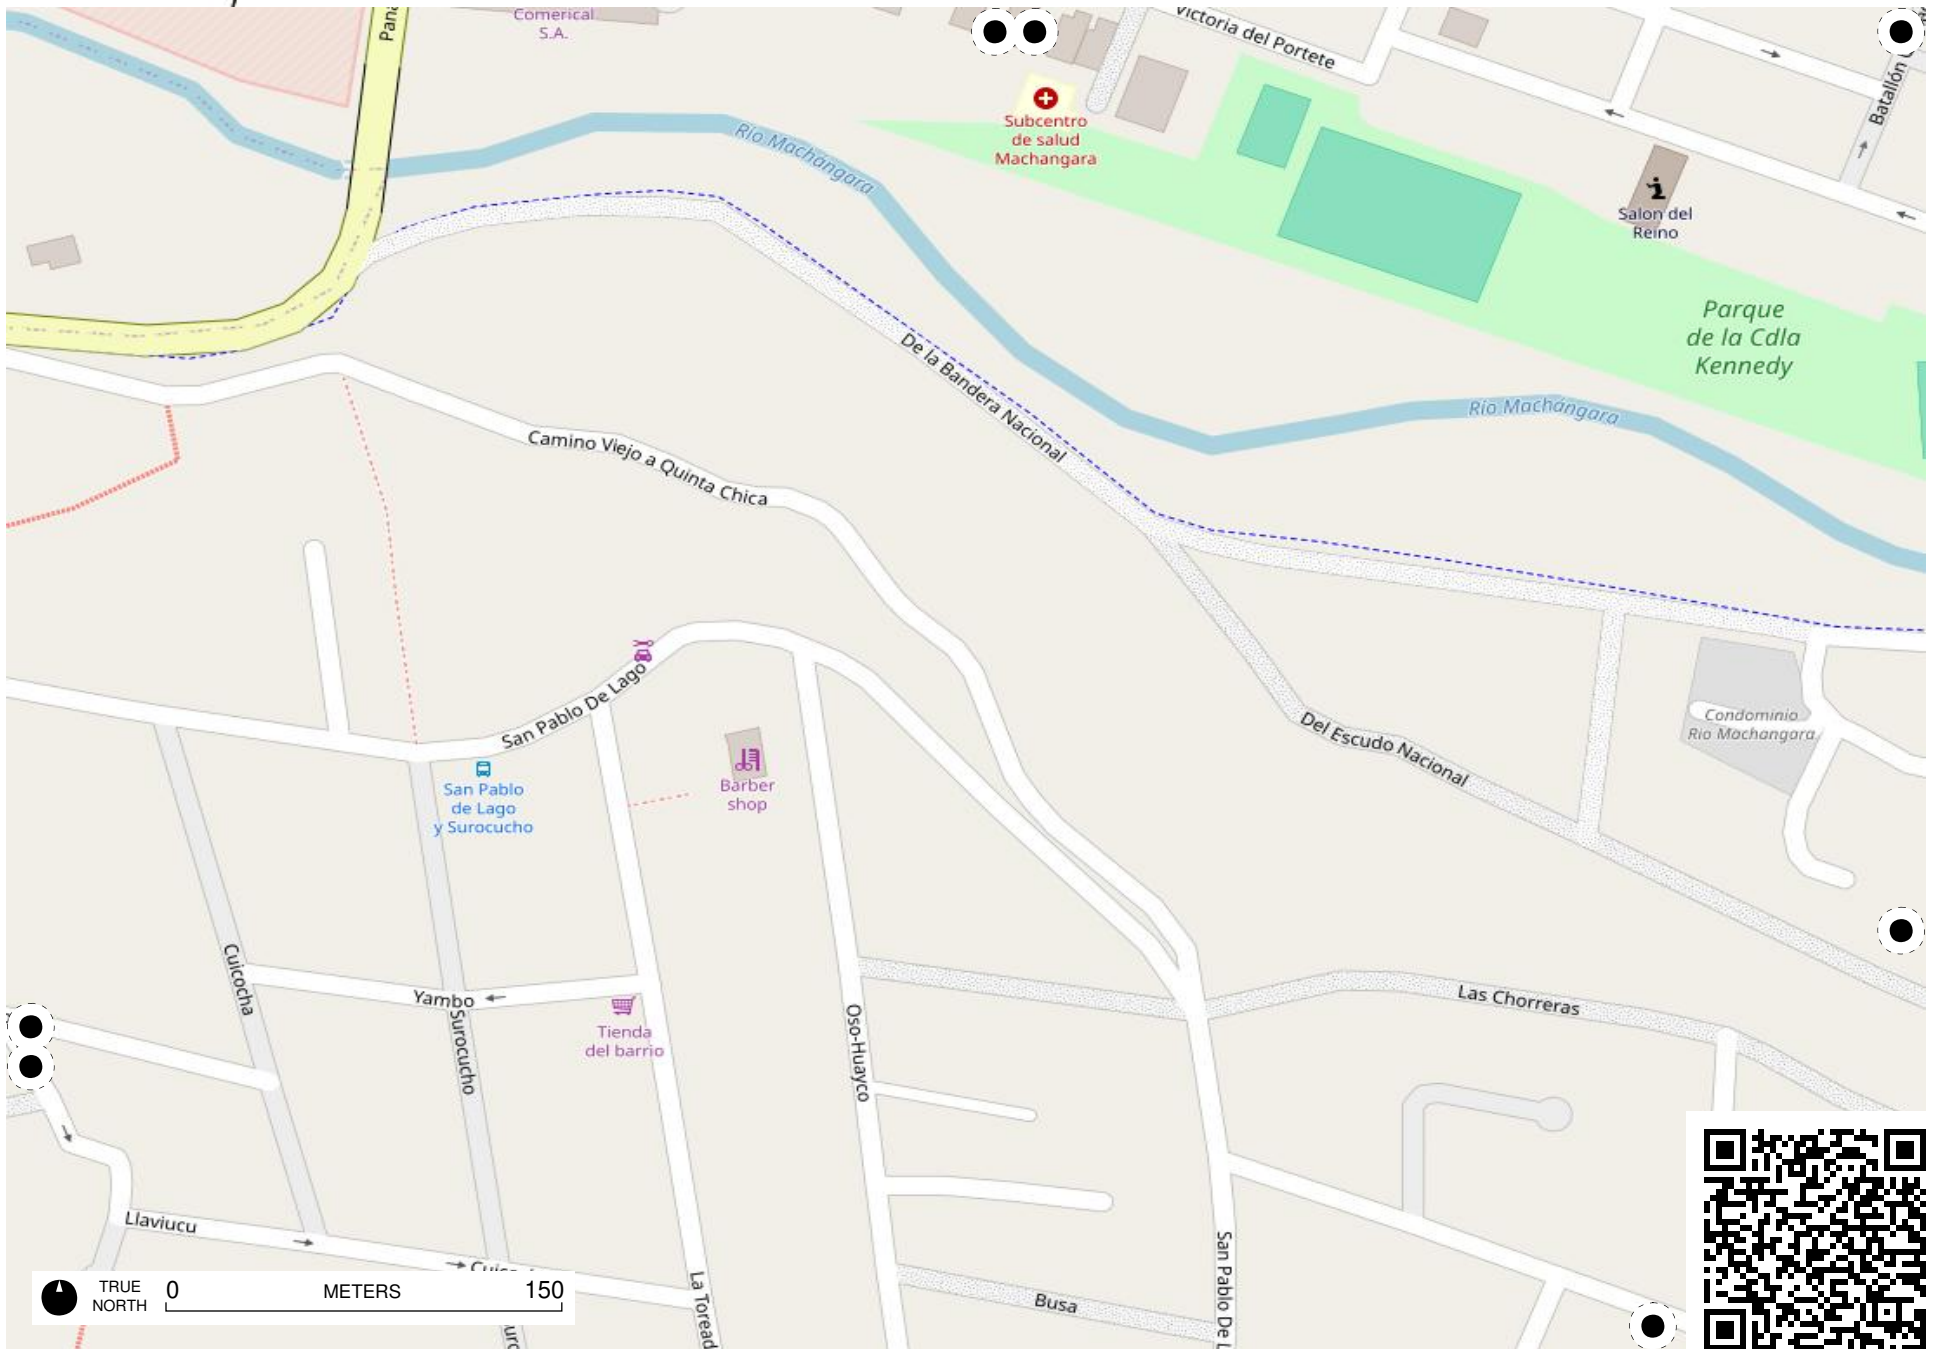 Comerical
S.A.
Victoria del Portete
Subcentro
de salud
Machangara
Río Machángara
Salon del
Reino
Parque
de la Cdla
Kennedy
De la Bandera Nacional
Río Machángara
Camino Viejo a Quinta Chica
San Pablo De Lago
Condominio
Rio Machangara
Del Escudo Nacional
San Pablo
de Lago
y Surocucho
Barber
shop
Cuicocha
Yambo
Surocucho
Tienda
del barrio
Oso-Huayco
Las Chorreras
Llaviucu
San Pablo De L
La Toread
Busa
TRUE
NORTH
0
METERS
150